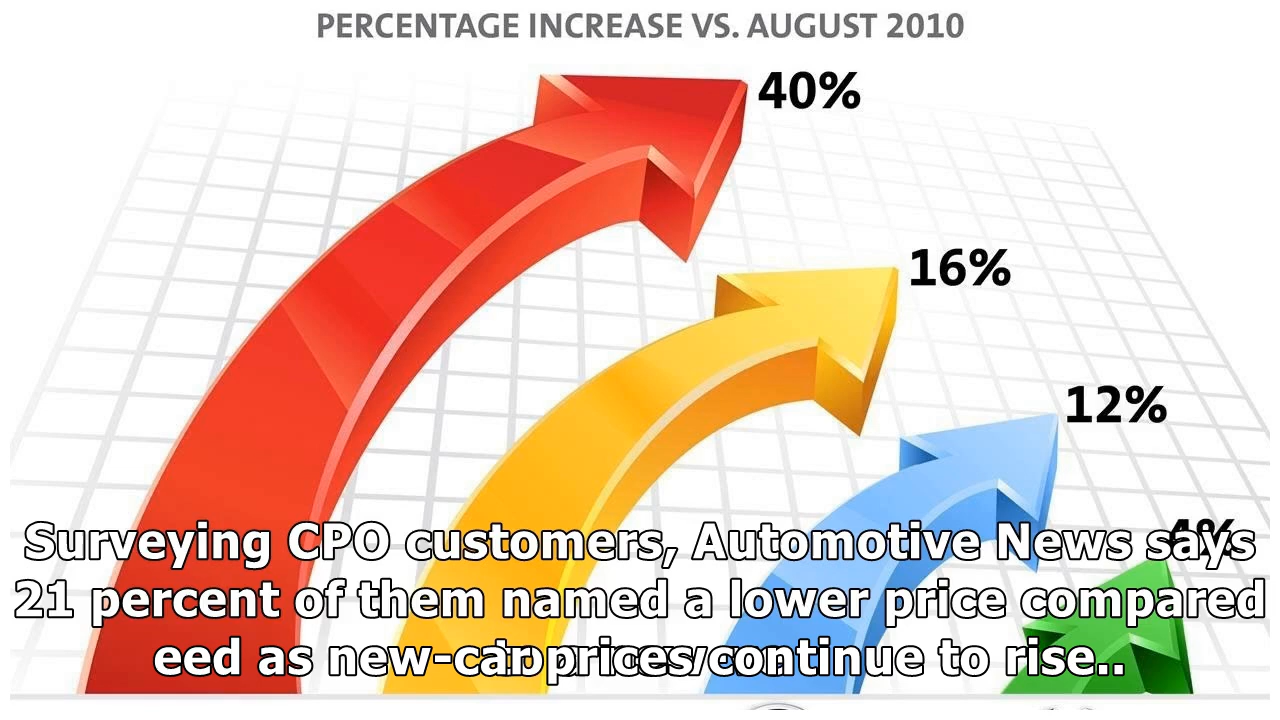 PERCENTAGE INCREASE VS. AUGUST 2010
40%
16%
12%
4%
Surveying CPO customers, Automotive News says
21 percent of them named a lower price compared
eed as new-car prices continue to rise..